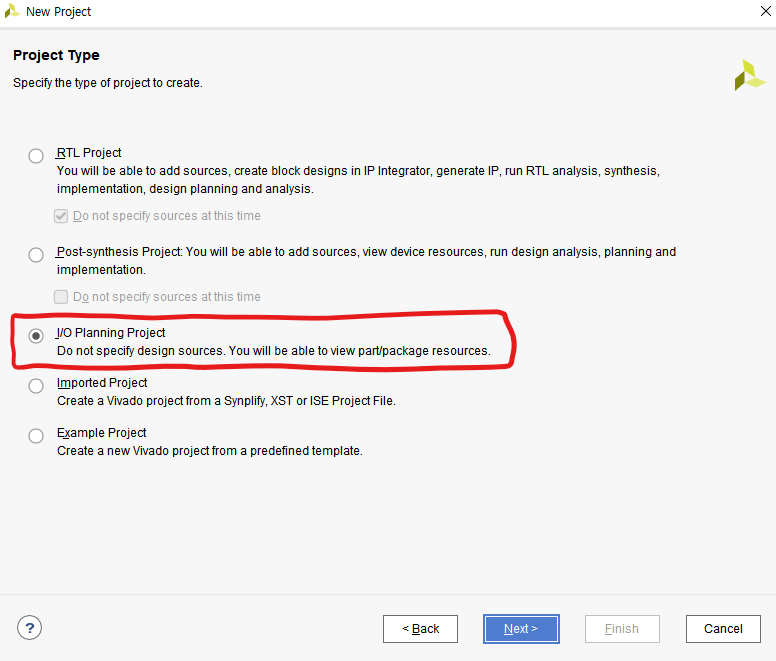 New Project
Project Type
Specify the type of project to create.
RTL Project
You will be able to add sources, create block designs in IP Integrator, generate IP, run RTL analysis, synthesis,
implementation, design planning and analysis.
Do not specify sources at this time
Post-synthesis Project: You will be able to add sources, view device resources, run design analysis, planning and
implementation.
Do not specify sources at this time
I/O Planning Project
Do not specify design sources. You will be able to view part/package resources.
Imported Project
Create a Vivado project from a Synplify, XST or ISE Project File.
Example Project
Create a new Vivado project from a predefined template.
? < Back Next > Finish Cancel